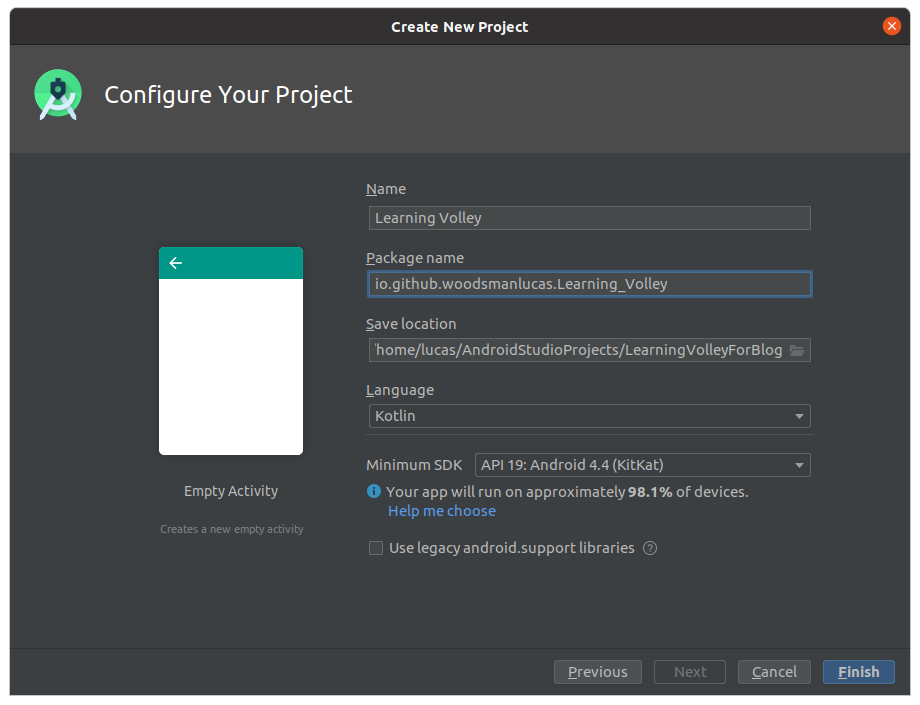 Create New Project
Configure Your Project
Name
Learning Volley
Package name
io.github.woodsmanlucas.Learning_Volley
Save location
home/lucas/AndroidStudioProjects/LearningVolleyForBlog
Language
Kotlin
Minimum SDK API 19: Android 4.4 (KitKat)
Your app will run on approximately 98.1% of devices.
Help me choose
Use legacy android.support libraries ?
Empty Activity
Creates a new empty activity
Previous Next Cancel Finish